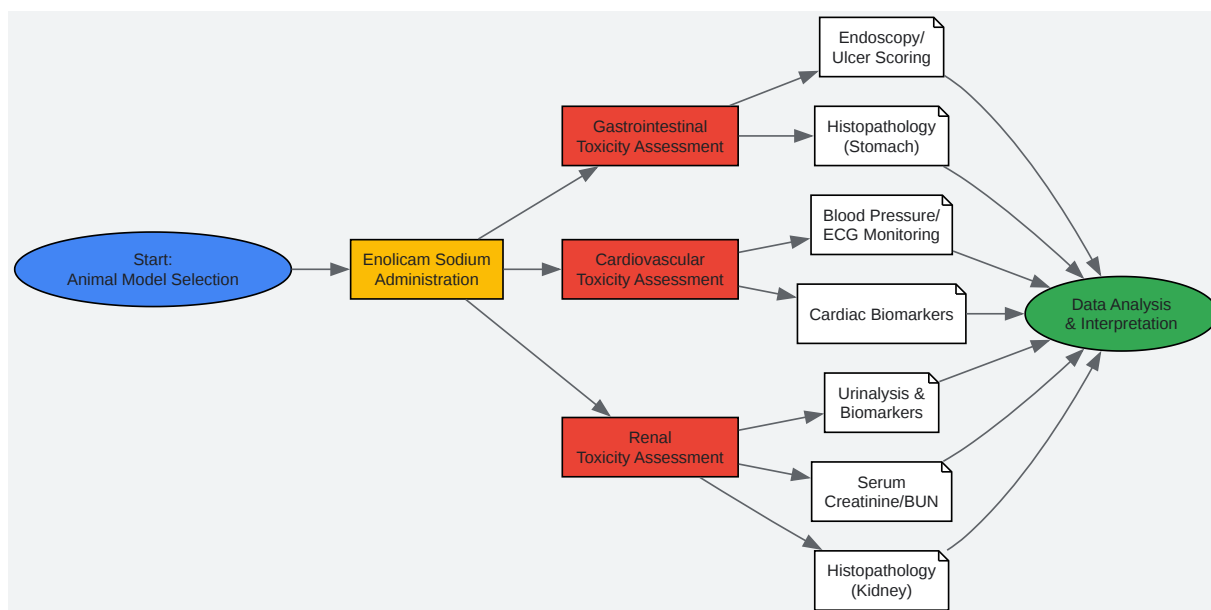 Start:
Animal Model Selection
Enolicam Sodium
Administration
Gastrointestinal
Toxicity Assessment
Cardiovascular
Toxicity Assessment
Renal
Toxicity Assessment
Endoscopy/
Ulcer Scoring
Histopathology
(Stomach)
Blood Pressure/
ECG Monitoring
Cardiac Biomarkers
Urinalysis &
Biomarkers
Serum
Creatinine/BUN
Histopathology
(Kidney)
Data Analysis
& Interpretation